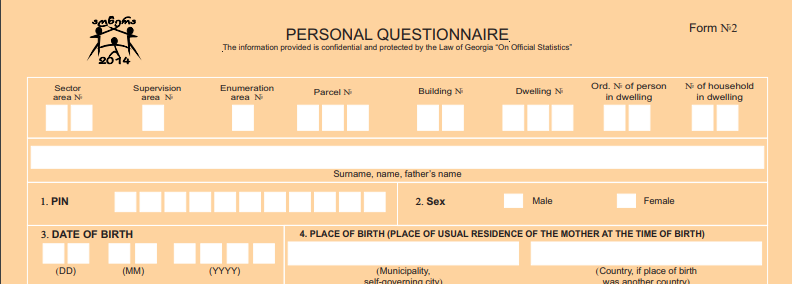 აღწერა
2014
PERSONAL QUESTIONNAIRE
Form №2
The information provided is confidential and protected by the Law of Georgia “On Official Statistics”
Sector area №
Supervision area №
Enumeration area №
Parcel №
Building №
Dwelling №
Ord. № of person in dwelling
№ of household in dwelling
Surname, name, father’s name
1. PIN
2. Sex
Male
Female
3. DATE OF BIRTH
(DD)
(MM)
(YYYY)
4. PLACE OF BIRTH (PLACE OF USUAL RESIDENCE OF THE MOTHER AT THE TIME OF BIRTH)
(Municipality,
self-governing city)
(Country, if place of birth
was another country)